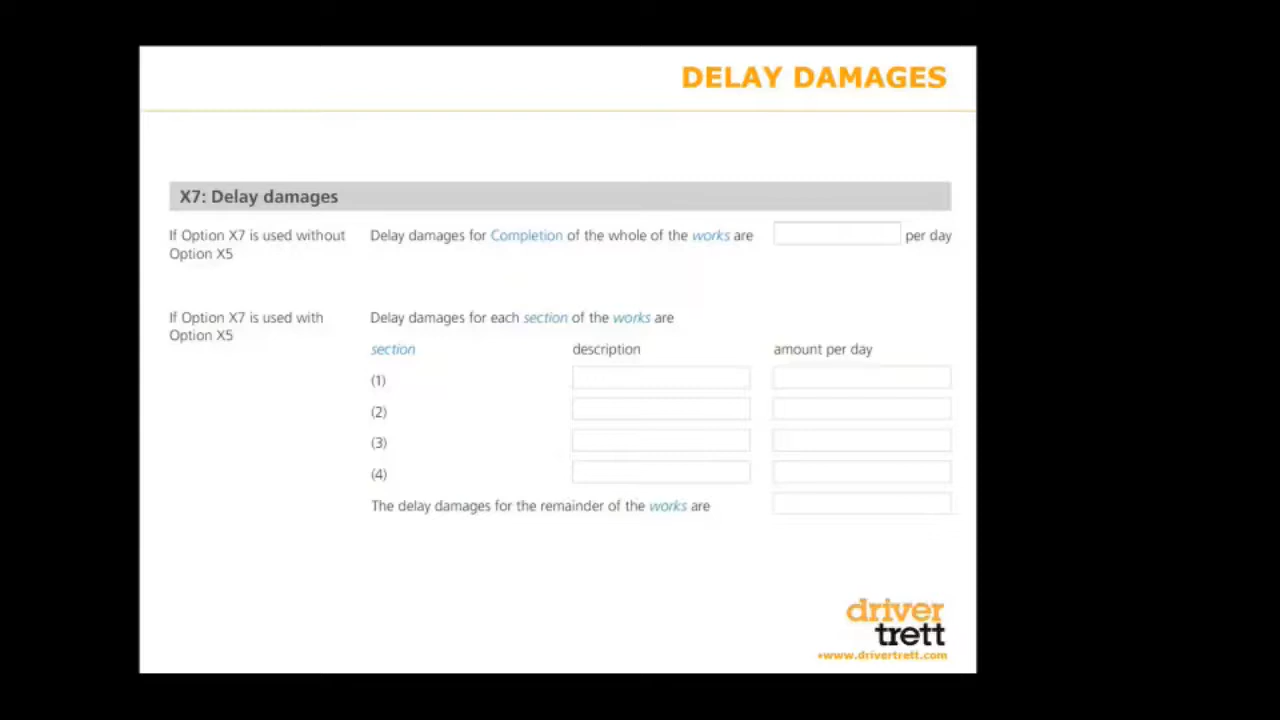 DELAY DAMAGES
X7: Delay damages
If Option X7 is used without Option X5
Delay damages for Completion of the whole of the works are
per day
If Option X7 is used with Option X5
Delay damages for each section of the works are
section description amount per day
(1)
(2)
(3)
(4)
The delay damages for the remainder of the works are
driver
trett
•www.drivertrett.com